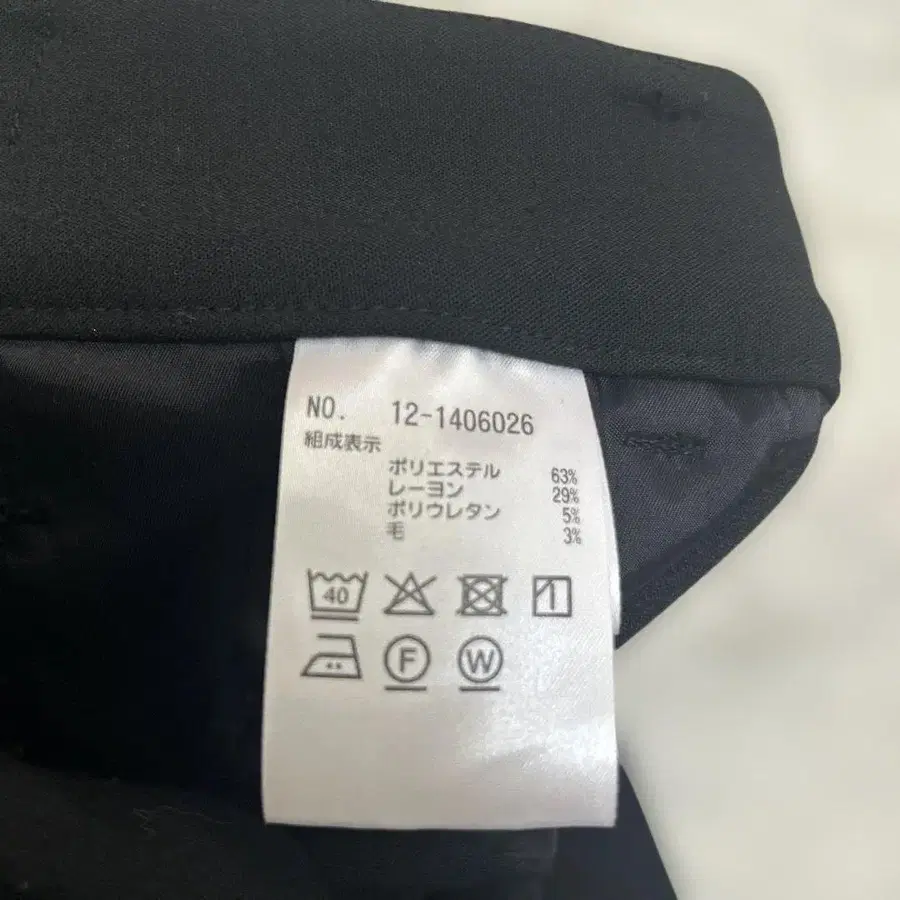 NO. 12-1406026
組成表示
ポリエステル 63%
レーヨン 29%
ポリウレタン 5%
毛 3%
40
F W